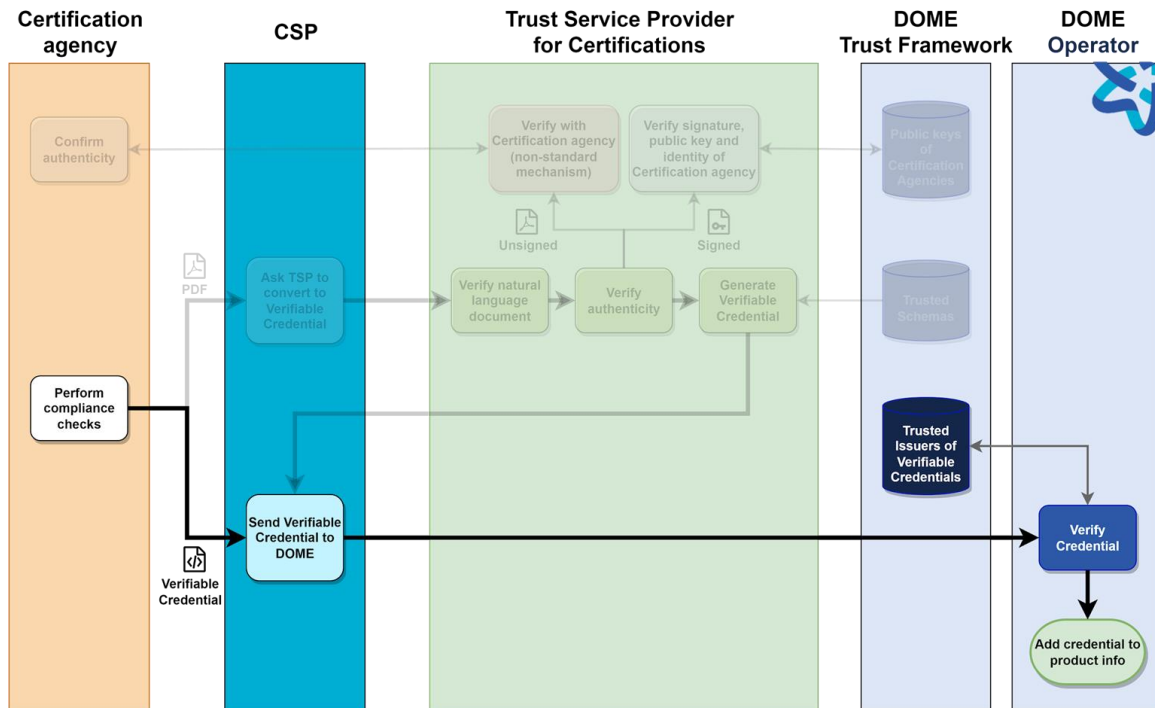 Certification
agency
CSP
Trust Service Provider
for Certifications
DOME
Trust Framework
DOME
Operator
Confirm
authenticity
Verify with
Certification agency
(non-standard
mechanism)
Verify signature,
public key and
identity of
Certification agency
Public keys
of
Certification
Agencies
Unsigned
Signed
PDF
Ask TSP to
convert to
Verifiable
Credential
Verify natural
language
document
Verify
authenticity
Generate
Verifiable
Credential
Trusted
Schemas
Perform
compliance
checks
Trusted
Issuers of
Verifiable
Credentials
Send Verifiable
Credential to
DOME
Verify
Credential
Verifiable
Credential
Add credential to
product info